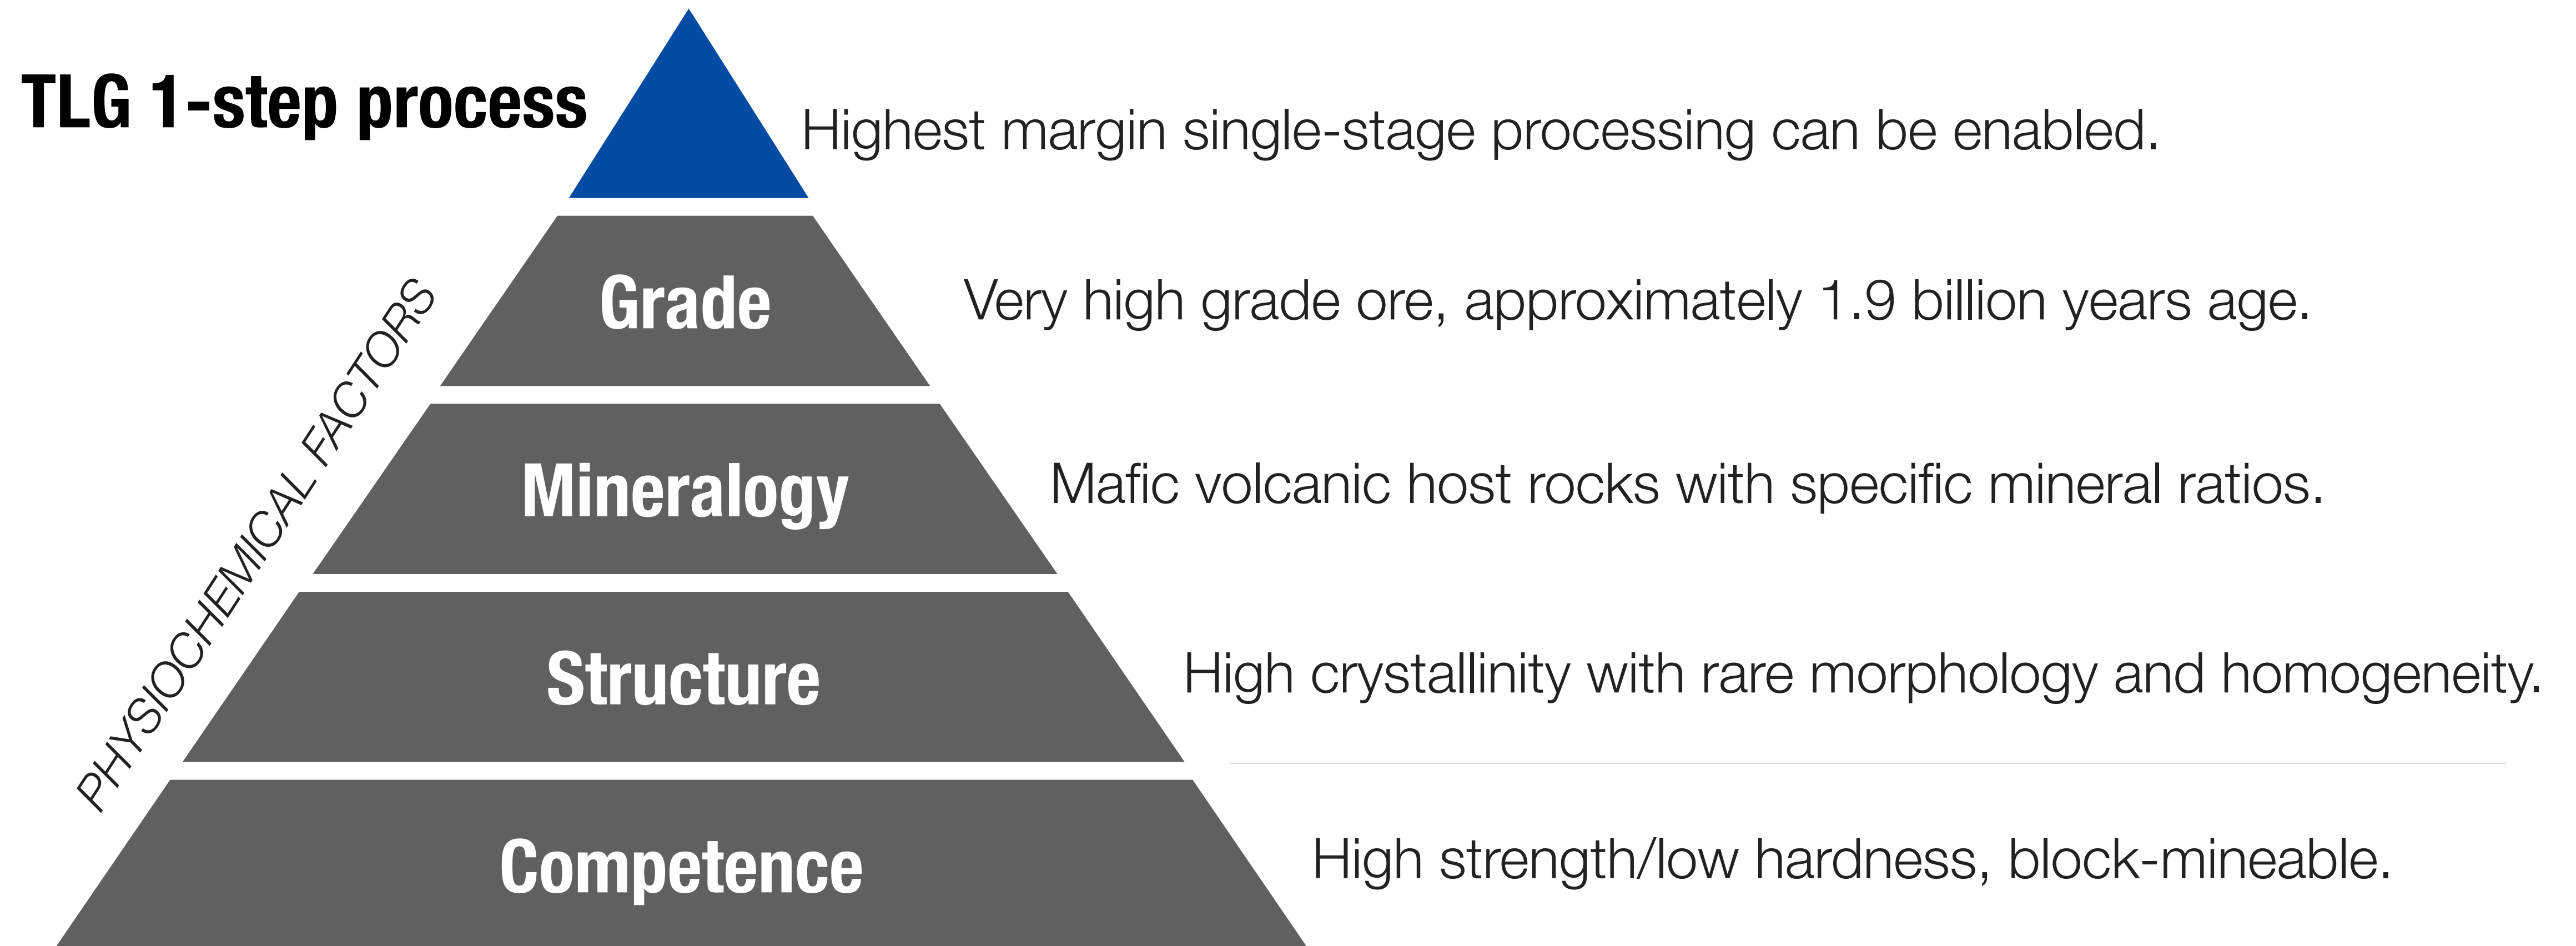 TLG 1-step process
Highest margin single-stage processing can be enabled.
PHYSIOCHEMICAL FACTORS
Grade
Very high grade ore, approximately 1.9 billion years age.
Mineralogy
Mafic volcanic host rocks with specific mineral ratios.
Structure
High crystallinity with rare morphology and homogeneity.
Competence
High strength/low hardness, block-mineable.